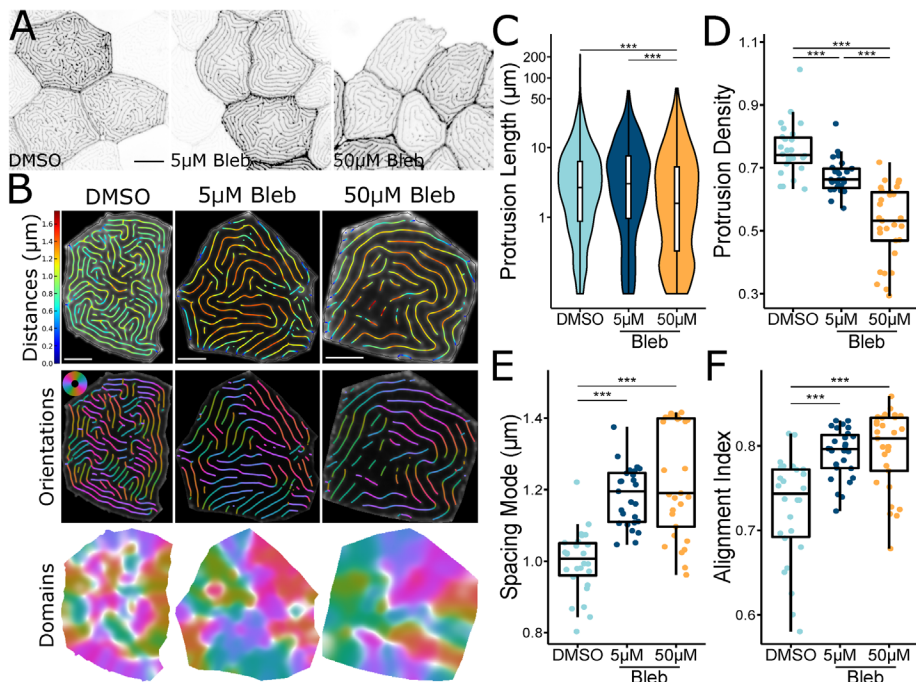 A
DMSO
5µM Bleb
50µM Bleb
B
DMSO
5µM Bleb
50µM Bleb
Distances (µm)
1.6
1.4
1.2
1.0
0.8
0.6
0.4
0.2
0.0
Orientations
Domains
C
Protrusion Length (µm)
200
100
50
10
1
***
***
DMSO
5µM
50µM
Bleb
D
Protrusion Density
1.1
0.9
0.7
0.5
0.3
***
***
***
DMSO
5µM
50µM
Bleb
E
Spacing Mode (µm)
1.4
1.2
1.0
0.8
***
***
DMSO
5µM
50µM
Bleb
F
Alignment Index
0.8
0.7
0.6
***
***
DMSO
5µM
50µM
Bleb